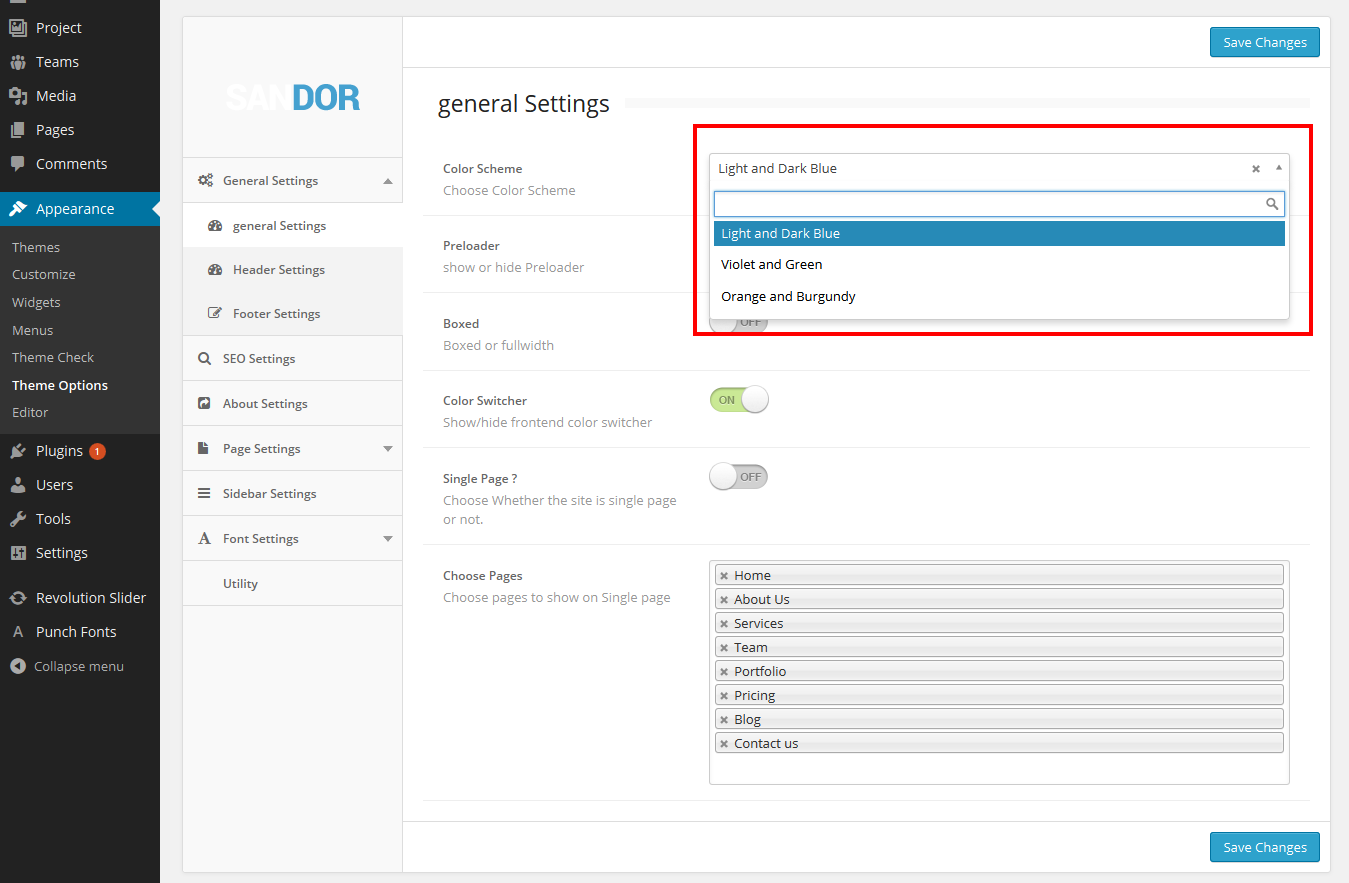 Project
Teams
Media
Pages
Comments
Appearance
Themes
Customize
Widgets
Menus
Theme Check
Theme Options
Editor
Plugins 1
Users
Tools
Settings
Revolution Slider
Punch Fonts
Collapse menu
SANDOR
General Settings
general Settings
Header Settings
Footer Settings
SEO Settings
About Settings
Page Settings
Sidebar Settings
Font Settings
Utility
Save Changes
general Settings
Color Scheme
Choose Color Scheme
Light and Dark Blue
Light and Dark Blue
Violet and Green
Orange and Burgundy
Preloader
show or hide Preloader
Boxed
Boxed or fullwidth
OFF
Color Switcher
Show/hide frontend color switcher
ON
Single Page ?
Choose Whether the site is single page
or not.
OFF
Choose Pages
Choose pages to show on Single page
Home
About Us
Services
Team
Portfolio
Pricing
Blog
Contact us
Save Changes